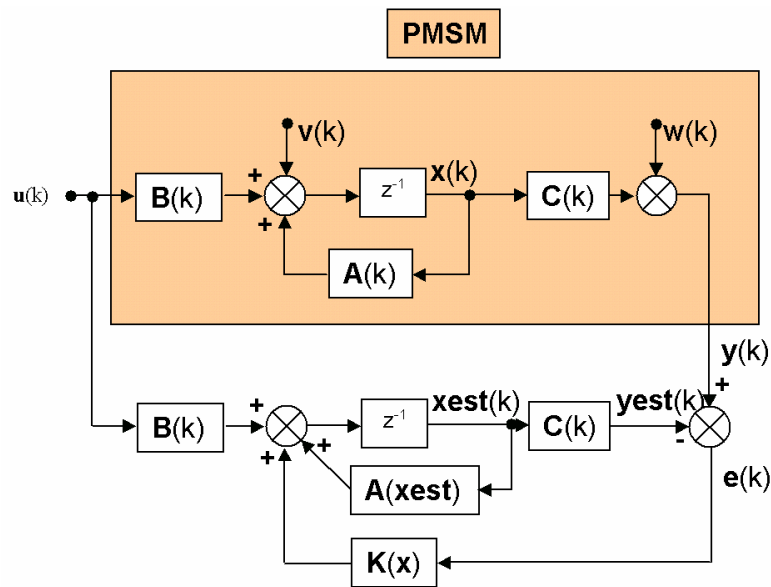 PMSM
v(k)
w(k)
+
x(k)
u(k)
B(k)
z-1
C(k)
+
A(k)
y(k)
+
xest(k)
yest(k)
+
B(k)
z-1
C(k)
-
+
+
e(k)
A(xest)
K(x)